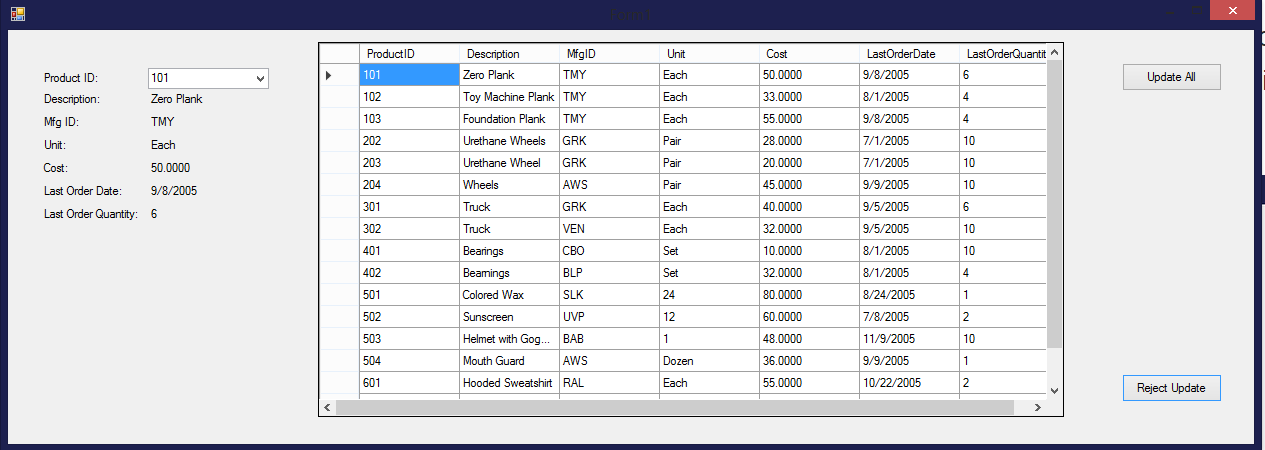 Form1
Product ID: 101
Description: Zero Plank
Mfg ID: TMY
Unit: Each
Cost: 50.0000
Last Order Date: 9/8/2005
Last Order Quantity: 6
ProductID Description MfgID Unit Cost LastOrderDate LastOrderQuantit
101 Zero Plank TMY Each 50.0000 9/8/2005 6
102 Toy Machine Plank TMY Each 33.0000 8/1/2005 4
103 Foundation Plank TMY Each 55.0000 9/8/2005 4
202 Urethane Wheels GRK Pair 28.0000 7/1/2005 10
203 Urethane Wheel GRK Pair 20.0000 7/1/2005 10
204 Wheels AWS Pair 45.0000 9/9/2005 10
301 Truck GRK Each 40.0000 9/5/2005 6
302 Truck VEN Each 32.0000 9/5/2005 10
401 Bearings CBO Set 10.0000 8/1/2005 10
402 Bearnings BLP Set 32.0000 8/1/2005 4
501 Colored Wax SLK 24 80.0000 8/24/2005 1
502 Sunscreen UVP 12 60.0000 7/8/2005 2
503 Helmet with Gog... BAB 1 48.0000 11/9/2005 10
504 Mouth Guard AWS Dozen 36.0000 9/9/2005 1
601 Hooded Sweatshirt RAL Each 55.0000 10/22/2005 2
Update All
Reject Update